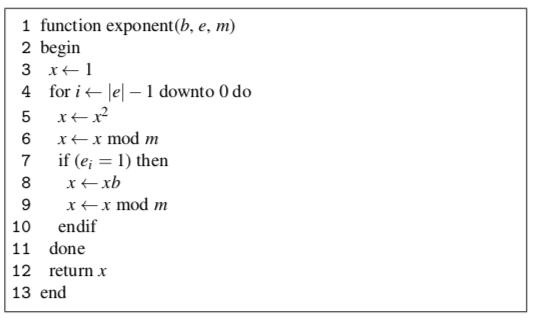 1 function exponent(b, e, m)
2 begin
3 x ← 1
4 for i ← |e| − 1 downto 0 do
5 x ← x²
6 x ← x mod m
7 if (eᵢ = 1) then
8 x ← xb
9 x ← x mod m
10 endif
11 done
12 return x
13 end